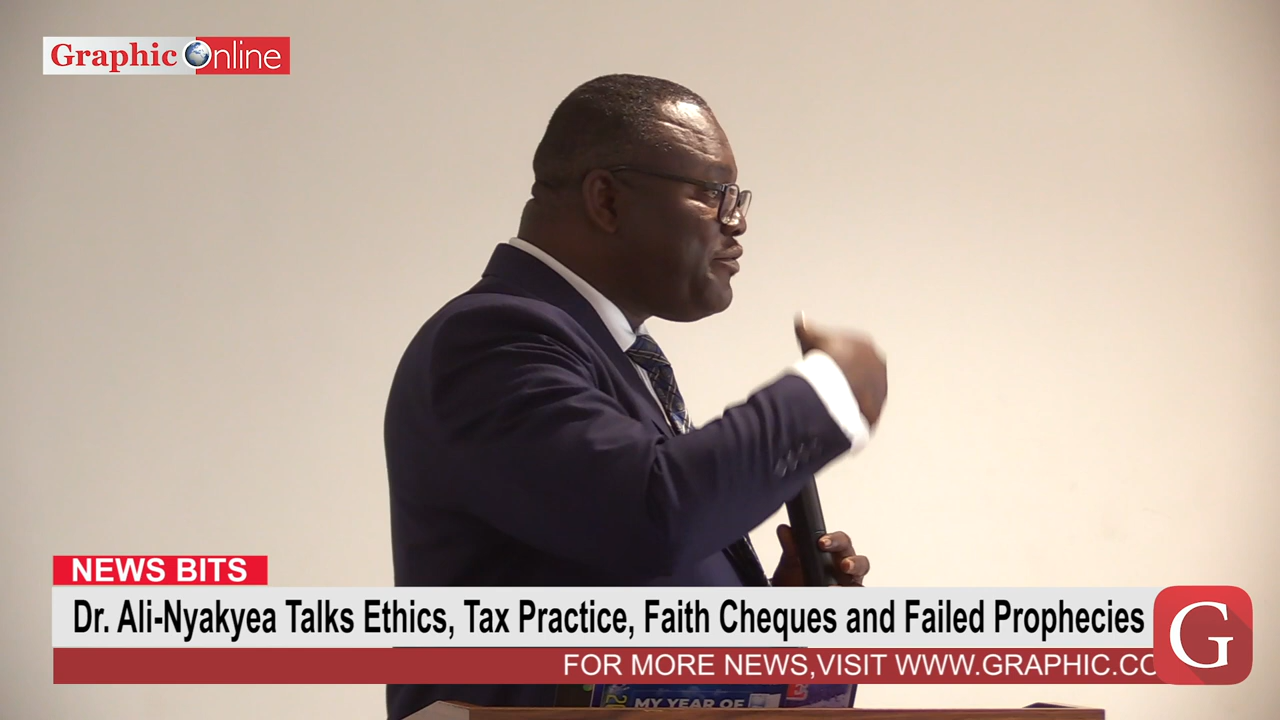 Graphic Online
NEWS BITS
Dr. Ali-Nyakyea Talks Ethics, Tax Practice, Faith Cheques and Failed Prophecies
G
FOR MORE NEWS,VISIT WWW.GRAPHIC.CO
MY YEAR OF